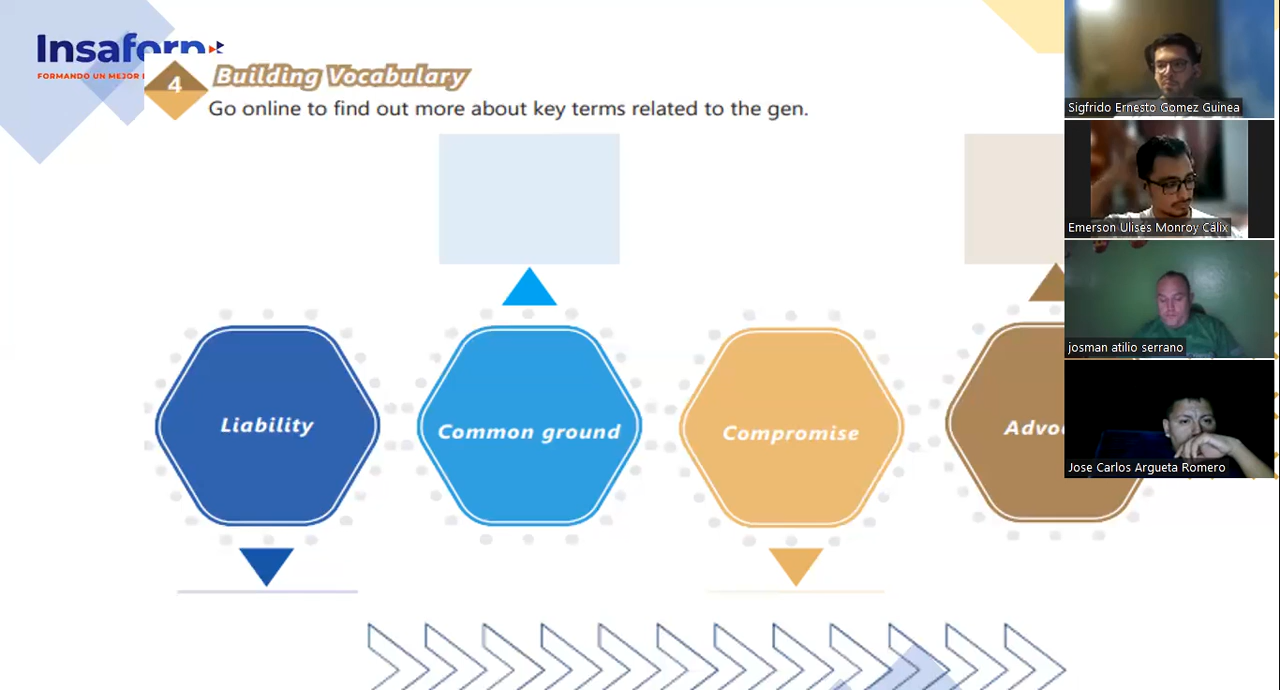 Insaforp
FORMANDO UN MEJOR
4
Building Vocabulary
Go online to find out more about key terms related to the gen.
Liability
Common ground
Compromise
Sigfrido Ernesto Gomez Guinea
Emerson Ulises Monroy Cálix
josman atilio serrano
Jose Carlos Argueta Romero